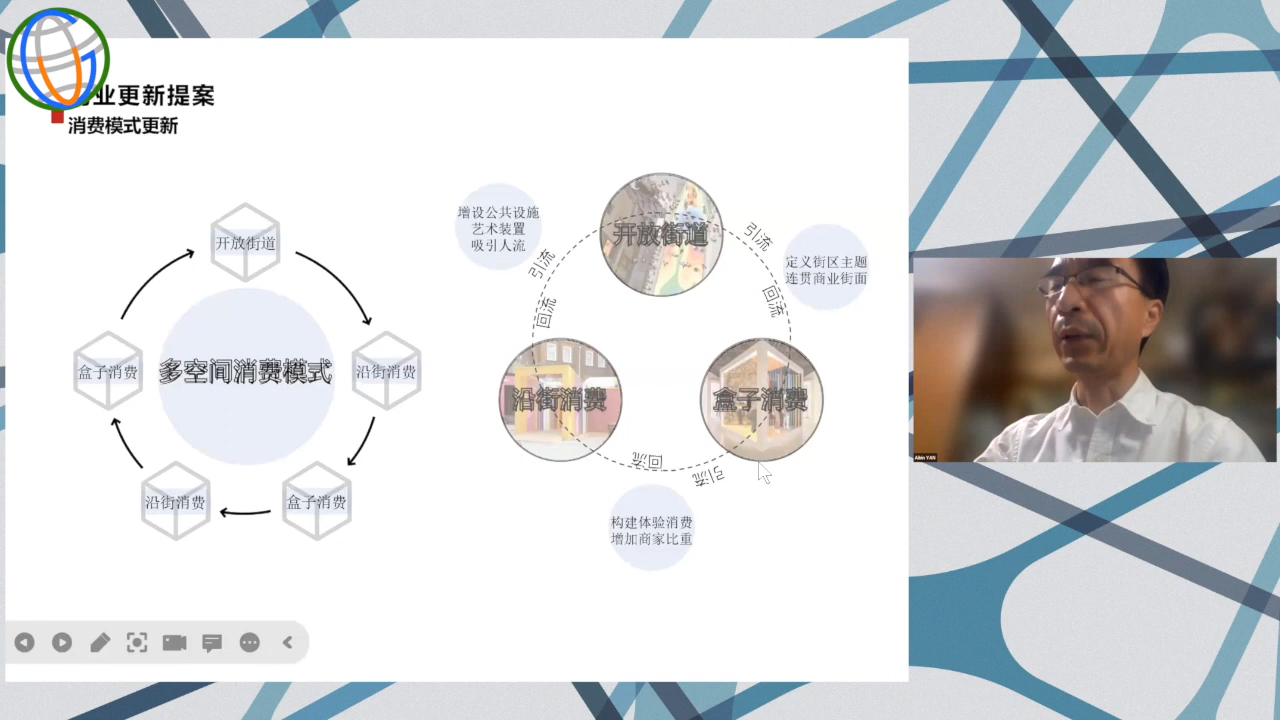 业更新提案
消费模式更新
开放街道
盒子消费
多空间消费模式
沿街消费
沿街消费
盒子消费
增设公共设施
艺术装置
吸引人流
开放街道
引流
定义街区主题
连贯商业街面
引流
回流
回流
沿街消费
盒子消费
回流
引流
构建体验消费
增加商家比重
Albin YAN